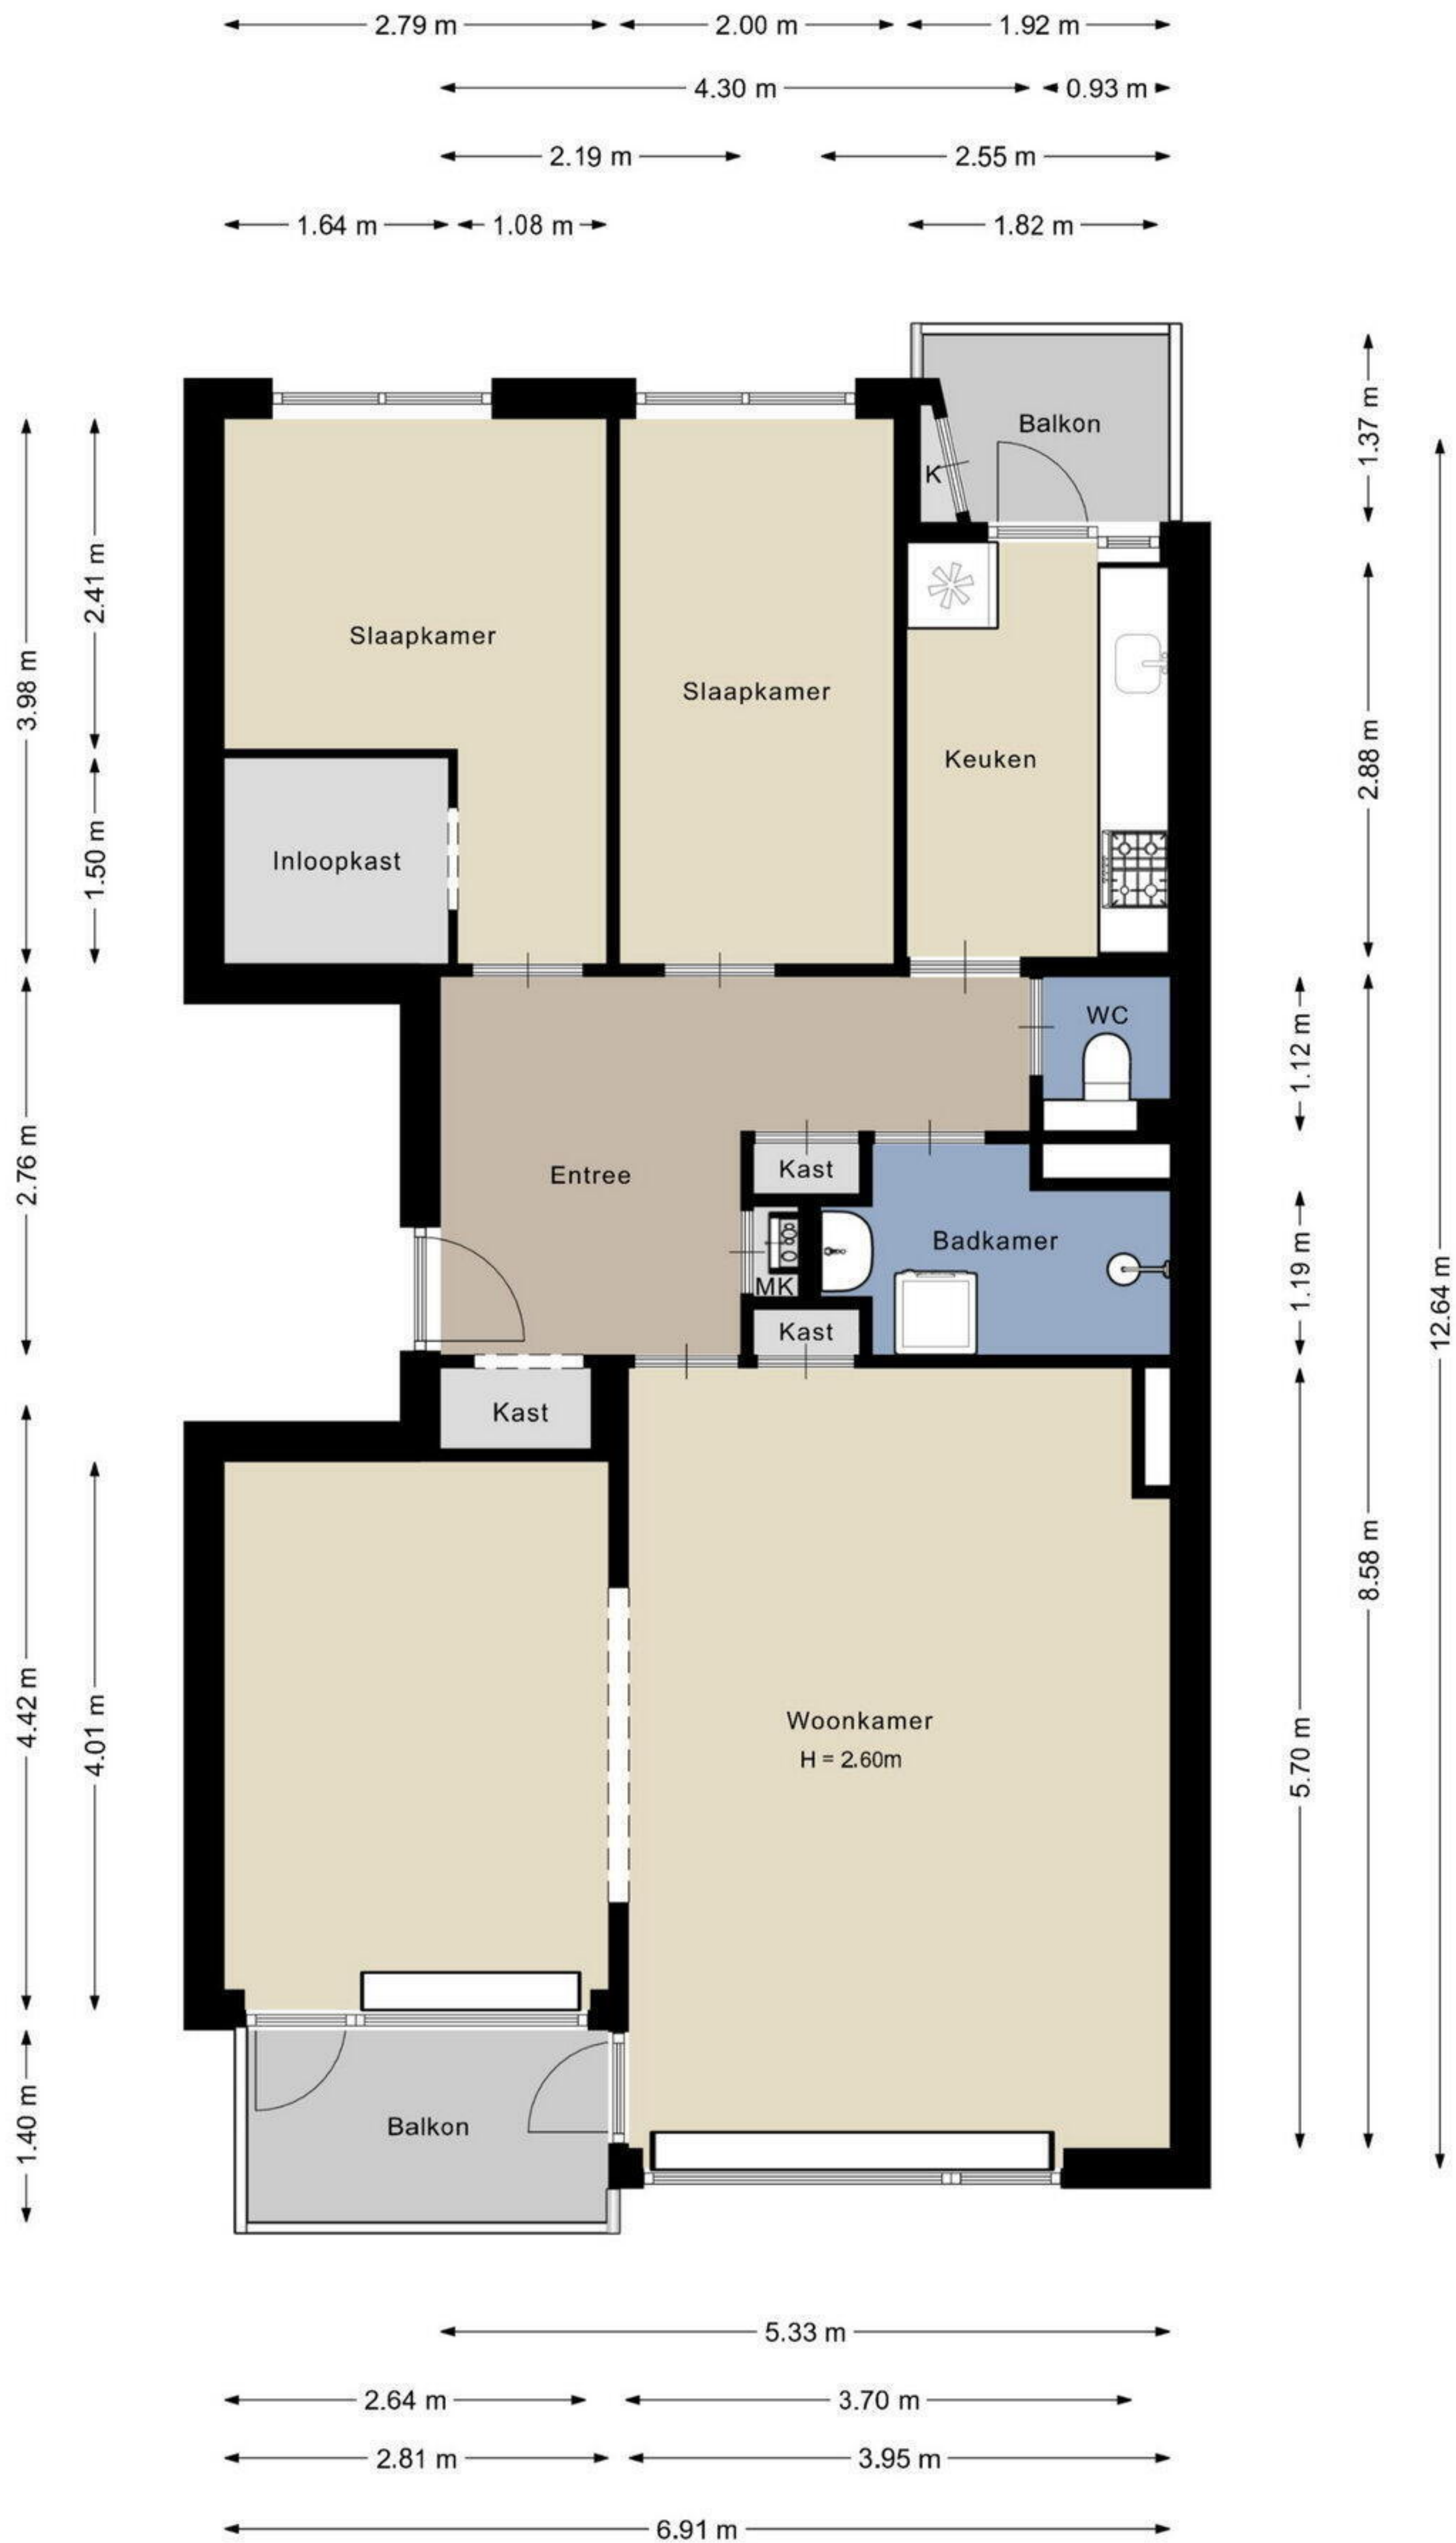 2.79 m
2.00 m
1.92 m
4.30 m
0.93 m
2.19 m
2.55 m
1.64 m
1.08 m
1.82 m
Balkon
K
1.37 m
2.41 m
3.98 m
Slaapkamer
Slaapkamer
Keuken
2.88 m
1.50 m
Inloopkast
WC
1.12 m
2.76 m
Entree
Kast
Badkamer
MK
Kast
1.19 m
12.64 m
Kast
8.58 m
4.42 m
4.01 m
Woonkamer
H = 2.60m
5.70 m
1.40 m
Balkon
5.33 m
2.64 m
3.70 m
2.81 m
3.95 m
6.91 m